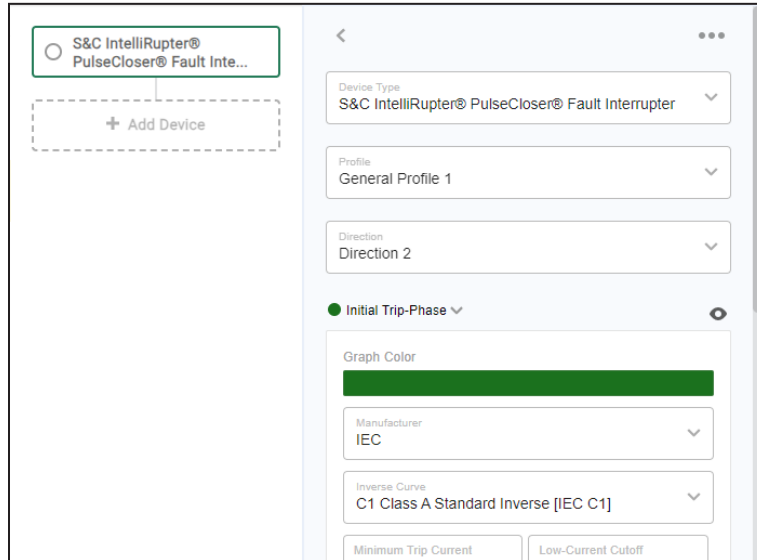 S&C IntelliRupter®
PulseCloser® Fault Inte...
+ Add Device
Device Type
S&C IntelliRupter® PulseCloser® Fault Interrupter
Profile
General Profile 1
Direction
Direction 2
Initial Trip-Phase
Graph Color
Manufacturer
IEC
Inverse Curve
C1 Class A Standard Inverse [IEC C1]
Minimum Trip Current
Low-Current Cutoff